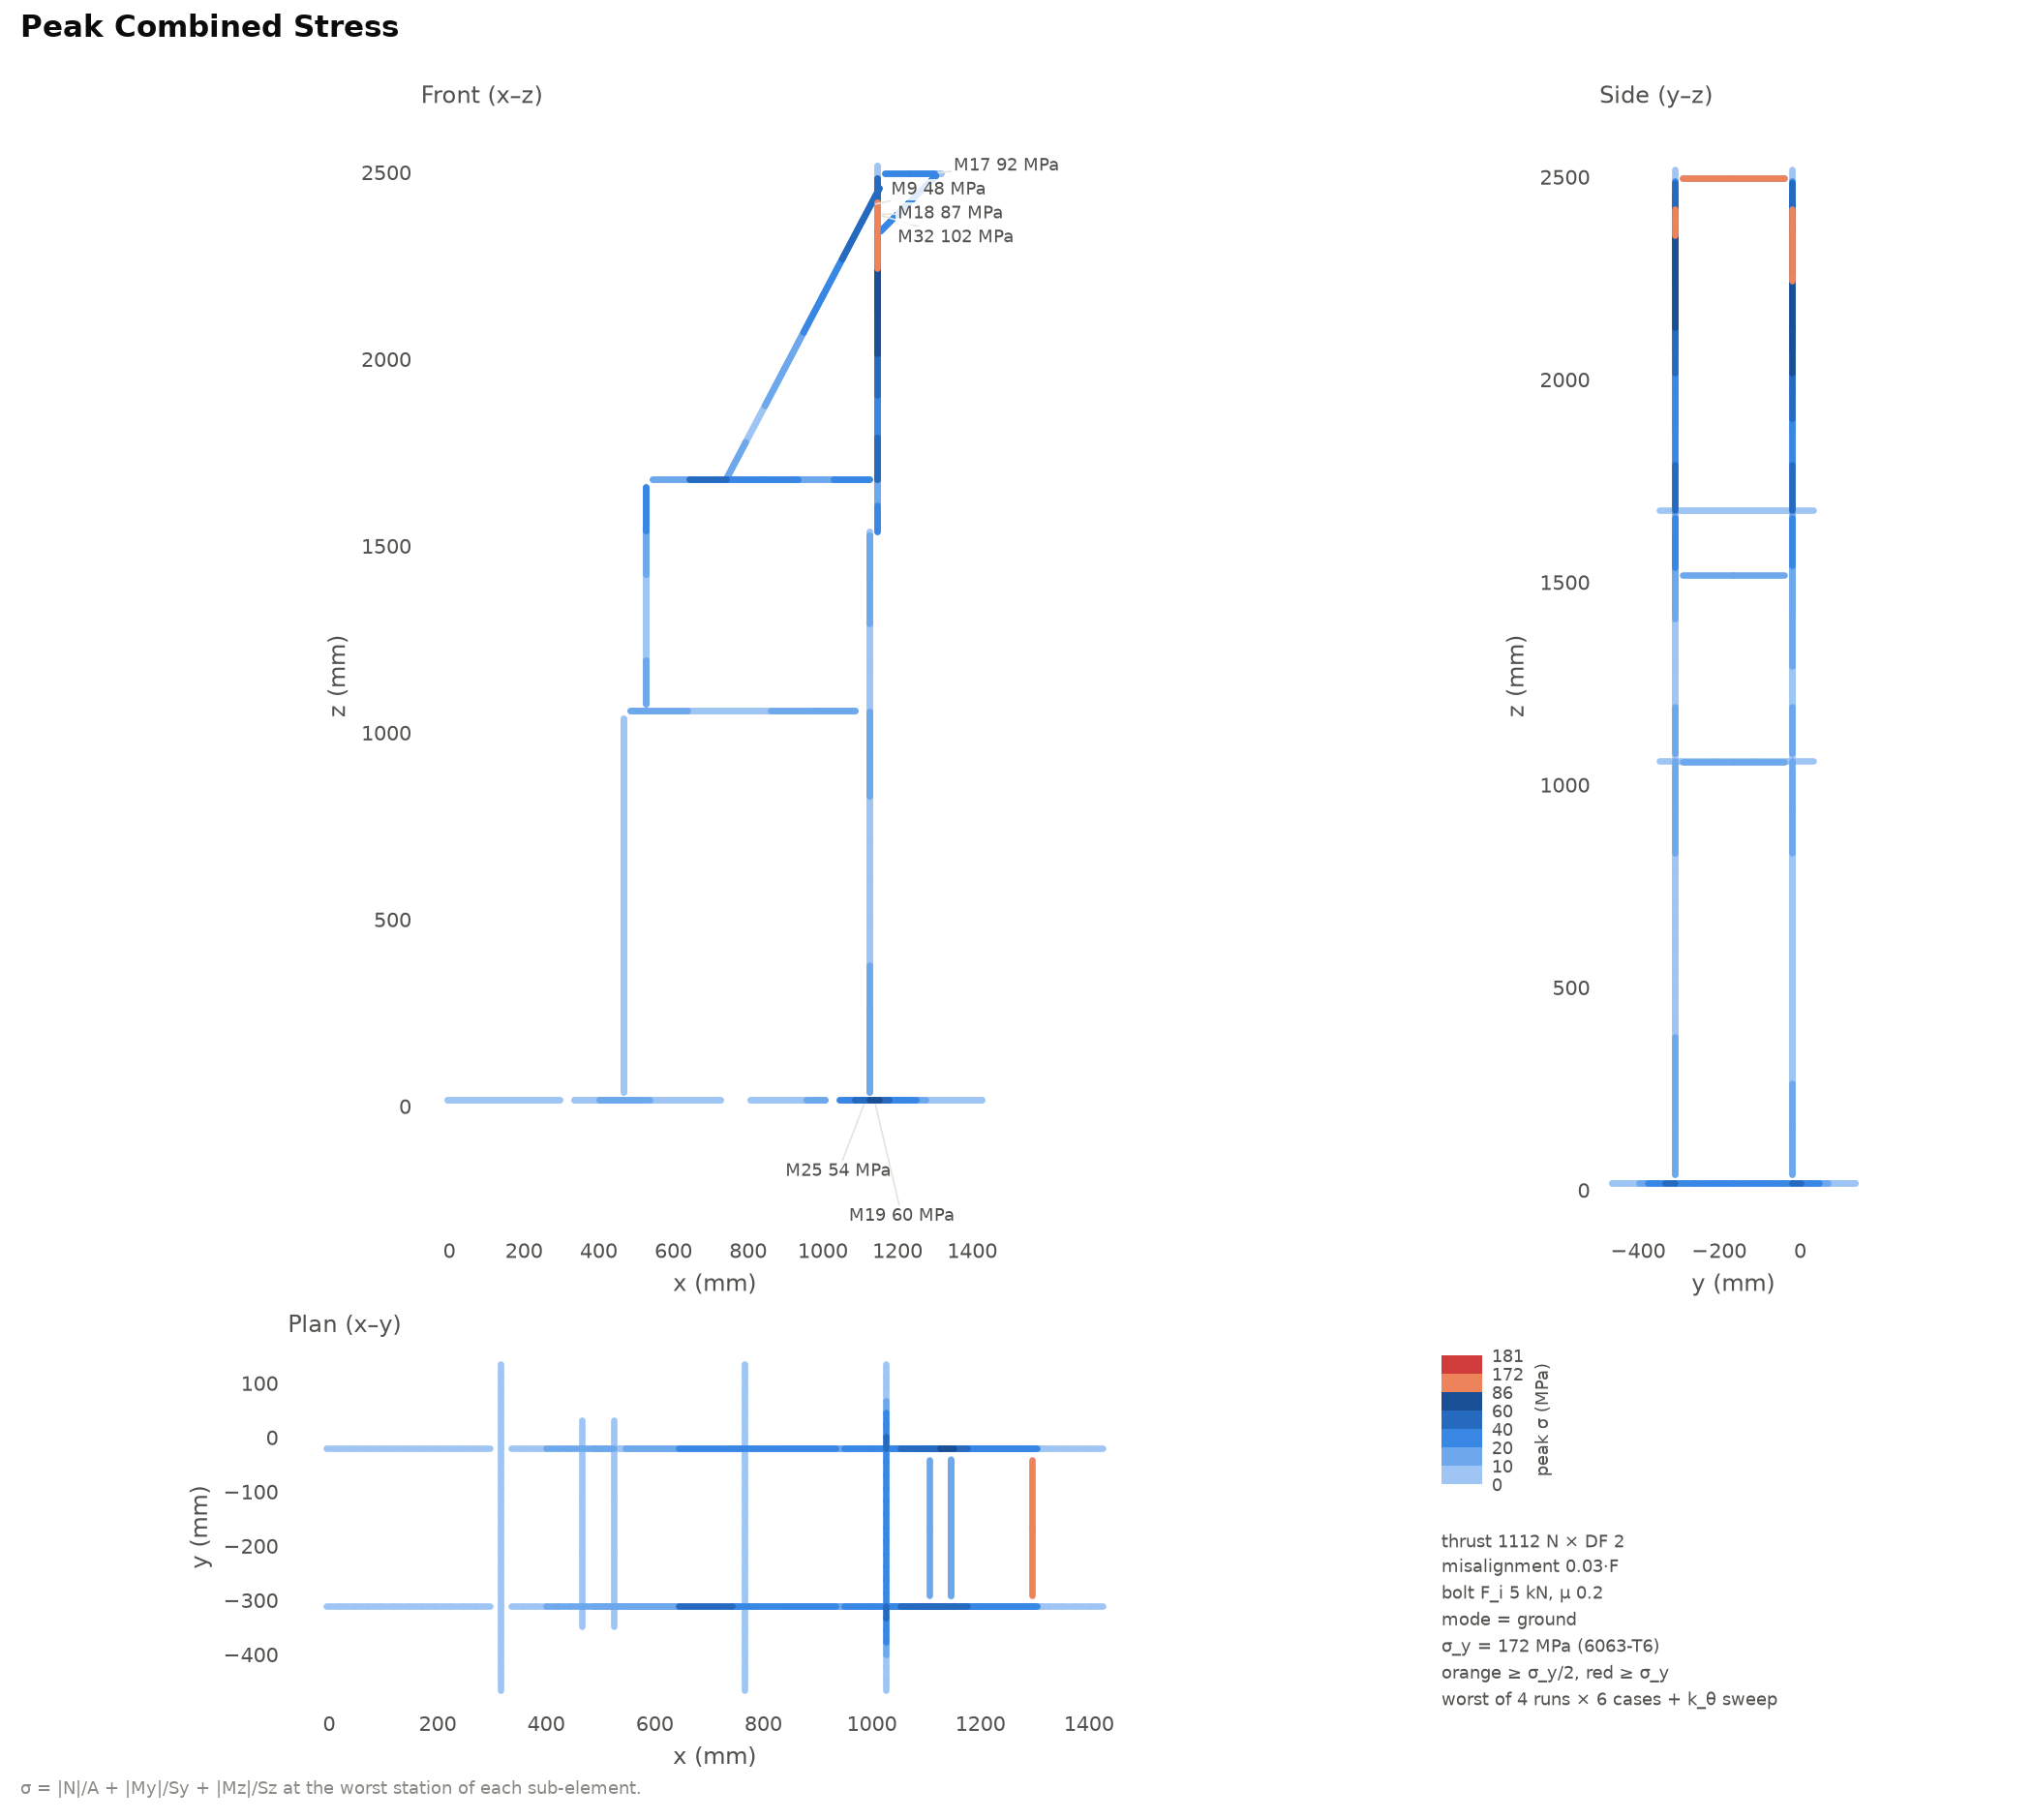 Peak Combined Stress
Front (x–z)
Side (y–z)
2500
2000
1500
1000
500
0
z (mm)
M17 92 MPa
M9 48 MPa
M18 87 MPa
M32 102 MPa
M25 54 MPa
M19 60 MPa
0 200 400 600 800 1000 1200 1400
x (mm)
2500
2000
1500
1000
500
0
z (mm)
−400 −200 0
y (mm)
Plan (x–y)
100
0
−100
−200
−300
−400
y (mm)
0 200 400 600 800 1000 1200 1400
x (mm)
181
172
86
60
40
20
10
0
peak σ (MPa)
thrust 1112 N × DF 2
misalignment 0.03·F
bolt F_i 5 kN, μ 0.2
mode = ground
σ_y = 172 MPa (6063-T6)
orange ≥ σ_y/2, red ≥ σ_y
worst of 4 runs × 6 cases + k_θ sweep
σ = |N|/A + |My|/Sy + |Mz|/Sz at the worst station of each sub-element.